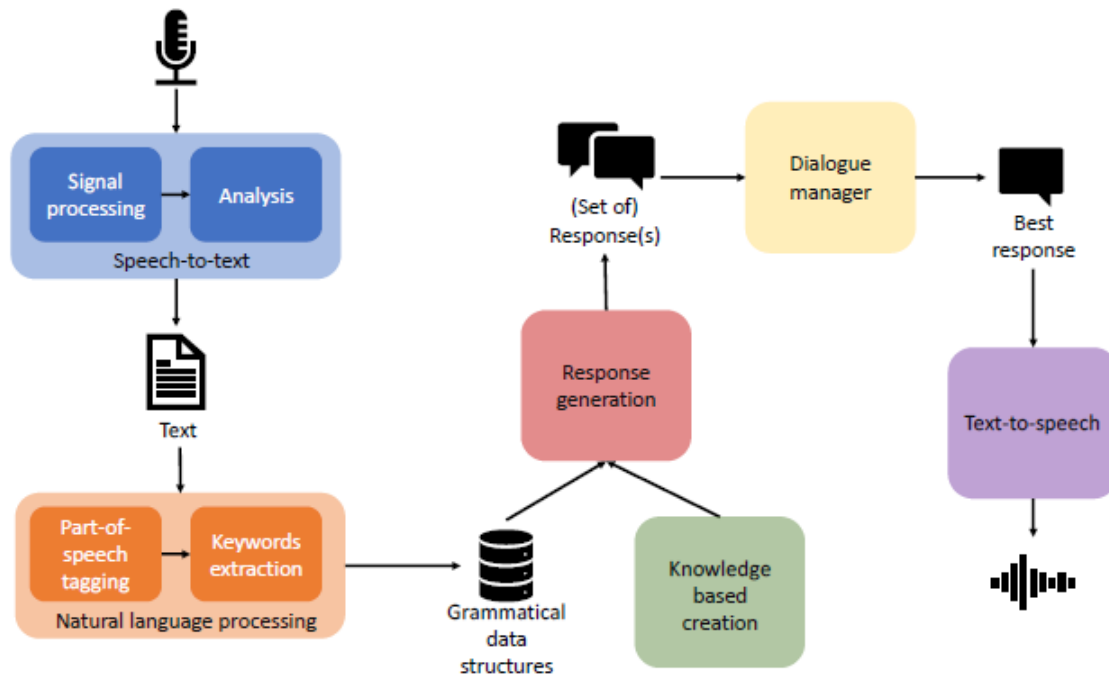 Signal
processing
Analysis
Speech-to-text
Text
Part-of-
speech
tagging
Keywords
extraction
Natural language processing
Grammatical
data
structures
Knowledge
based
creation
Response
generation
(Set of)
Response(s)
Dialogue
manager
Best
response
Text-to-speech